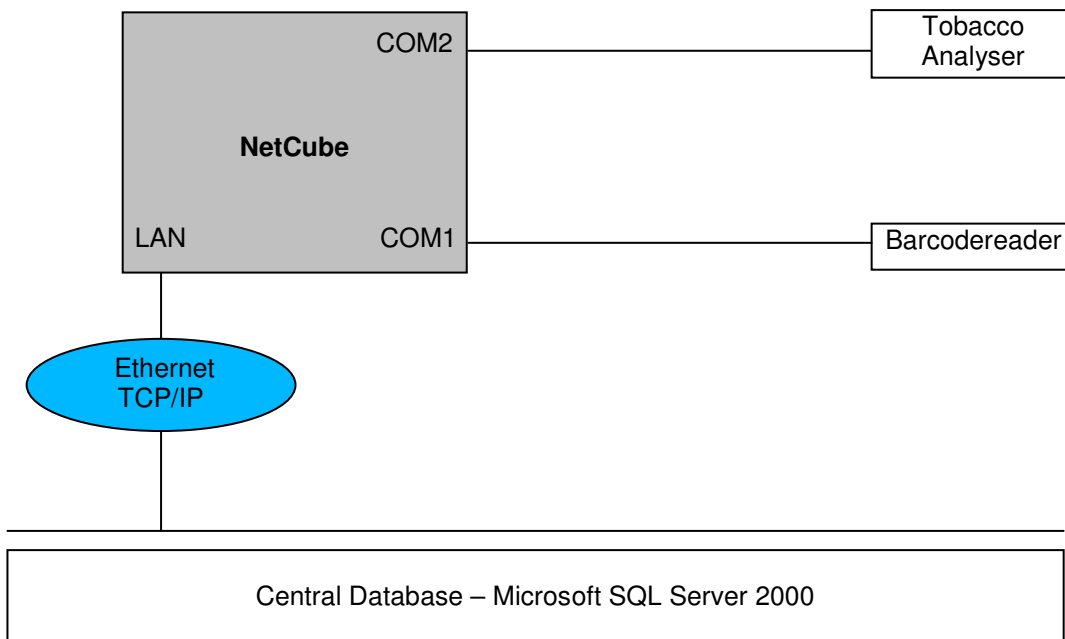 COM2
Tobacco
Analyser
NetCube
LAN
COM1
Barcodereader
Ethernet
TCP/IP
Central Database – Microsoft SQL Server 2000